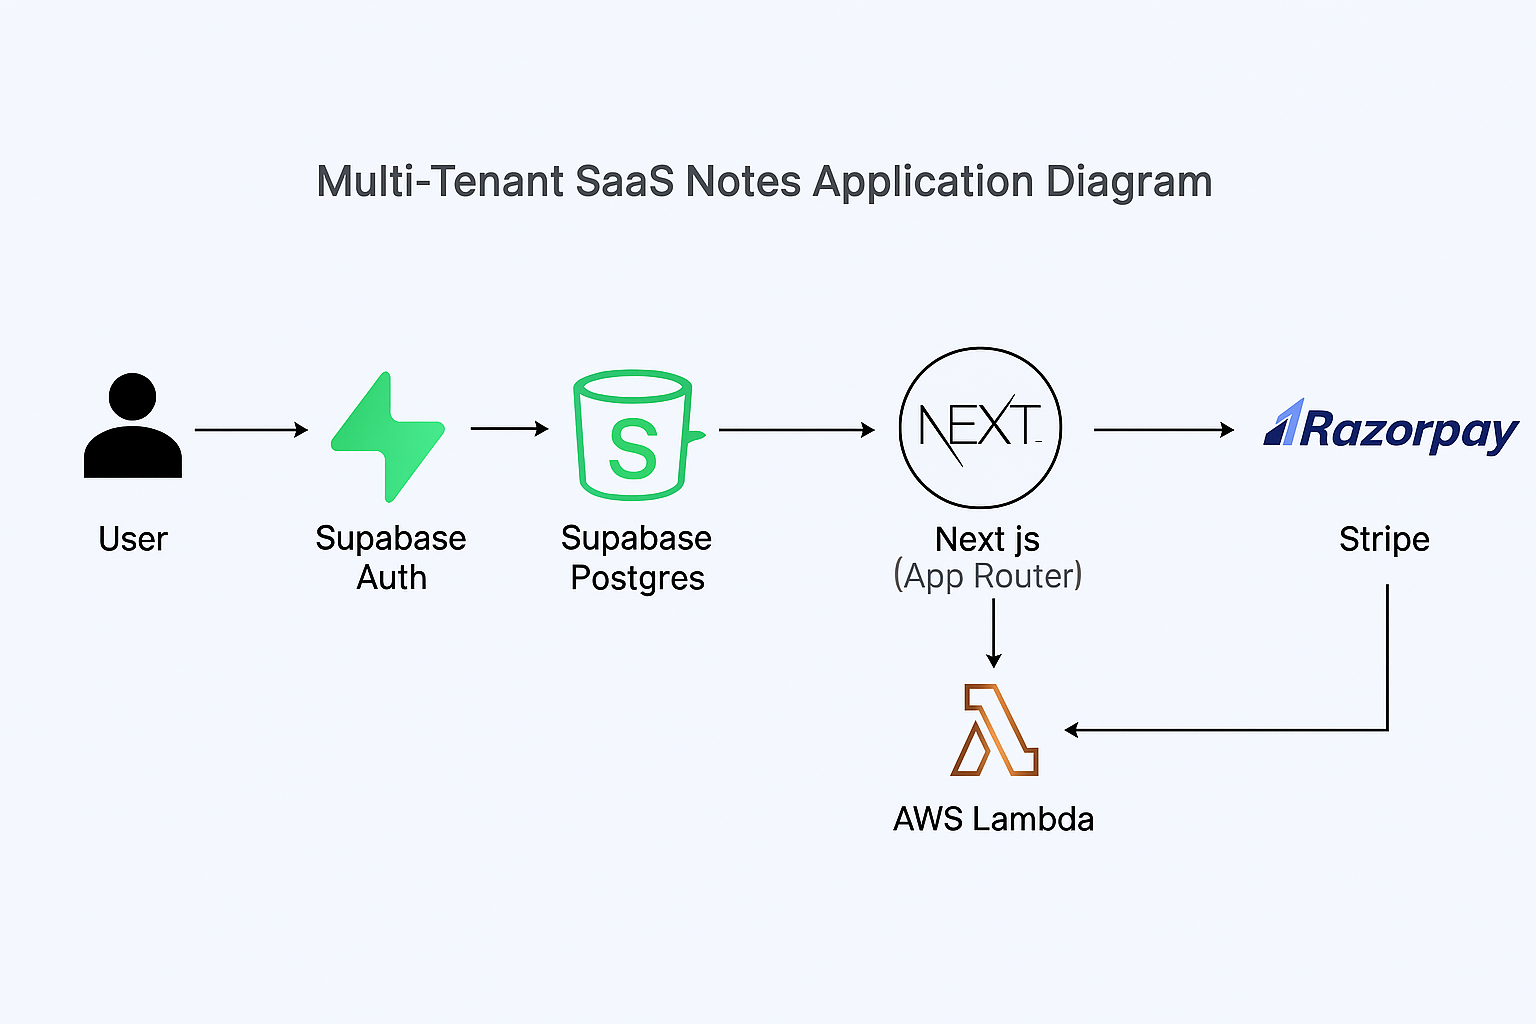 Multi-Tenant SaaS Notes Application Diagram
S
NEXT
Razorpay
User
Supabase
Auth
Supabase
Postgres
Next js
(App Router)
Stripe
AWS Lambda